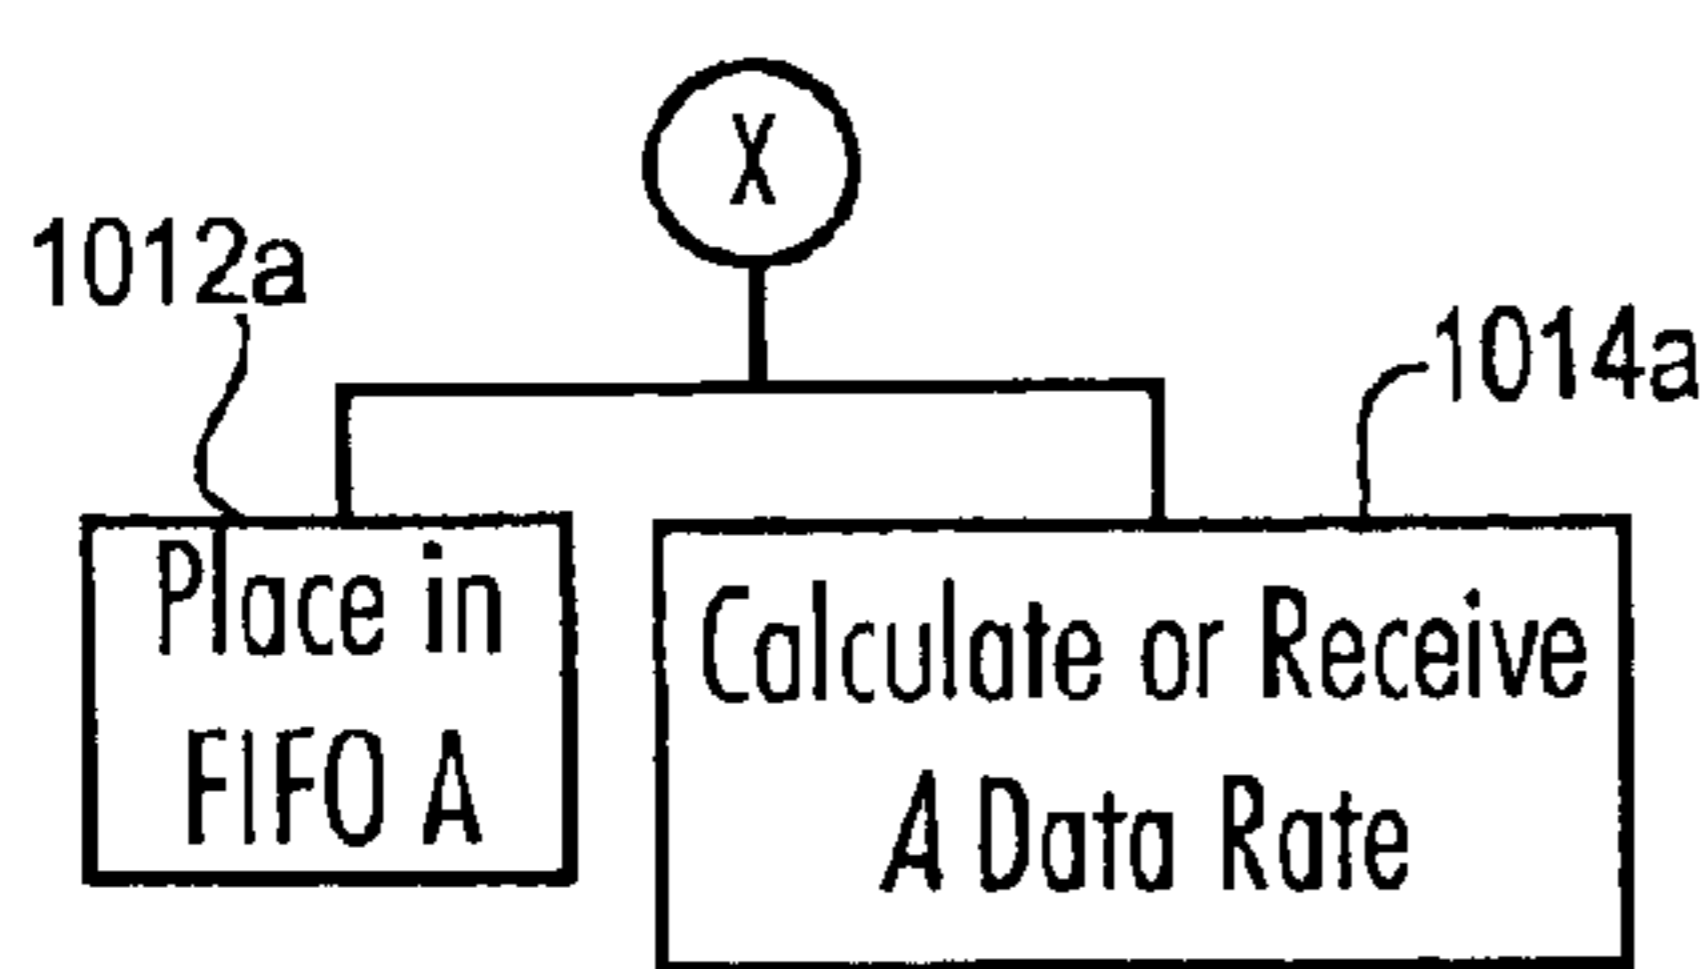 X
1012a
1014a
Place in
FIFO A
Calculate or Receive
A Data Rate